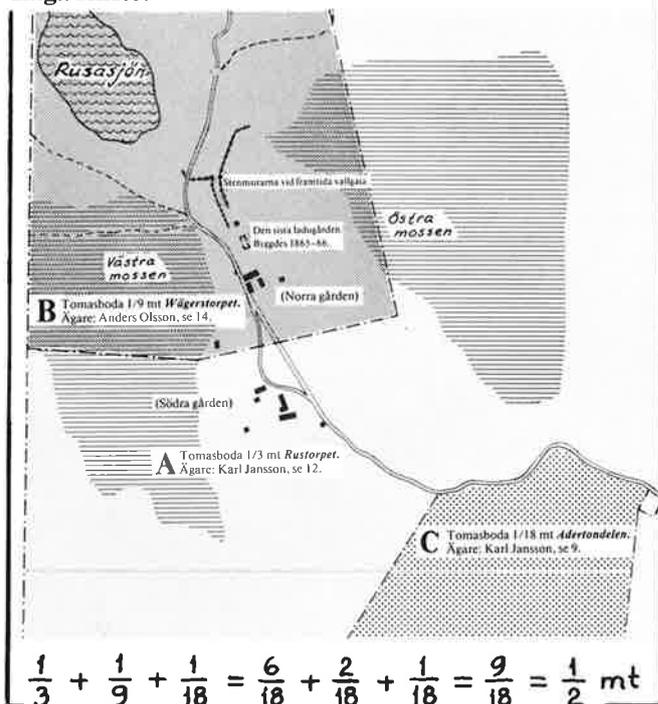 Rusasjön
Stenmurarna vid framtida vallgata
Den sista ladugården.
Byggdes 1865-66.
Östra
mossen
Västra
mossen
B Tomasboda 1/9 mt Wägerstorpet.
Ägare: Anders Olsson, se 14.
(Norra gården)
(Södra gården)
A Tomasboda 1/3 mt Rustorpet.
Ägare: Karl Jansson, se 12.
C Tomasboda 1/18 mt Adertondelen.
Ägare: Karl Jansson, se 9.
1/3 + 1/9 + 1/18 = 6/18 + 2/18 + 1/18 = 9/18 = 1/2 mt